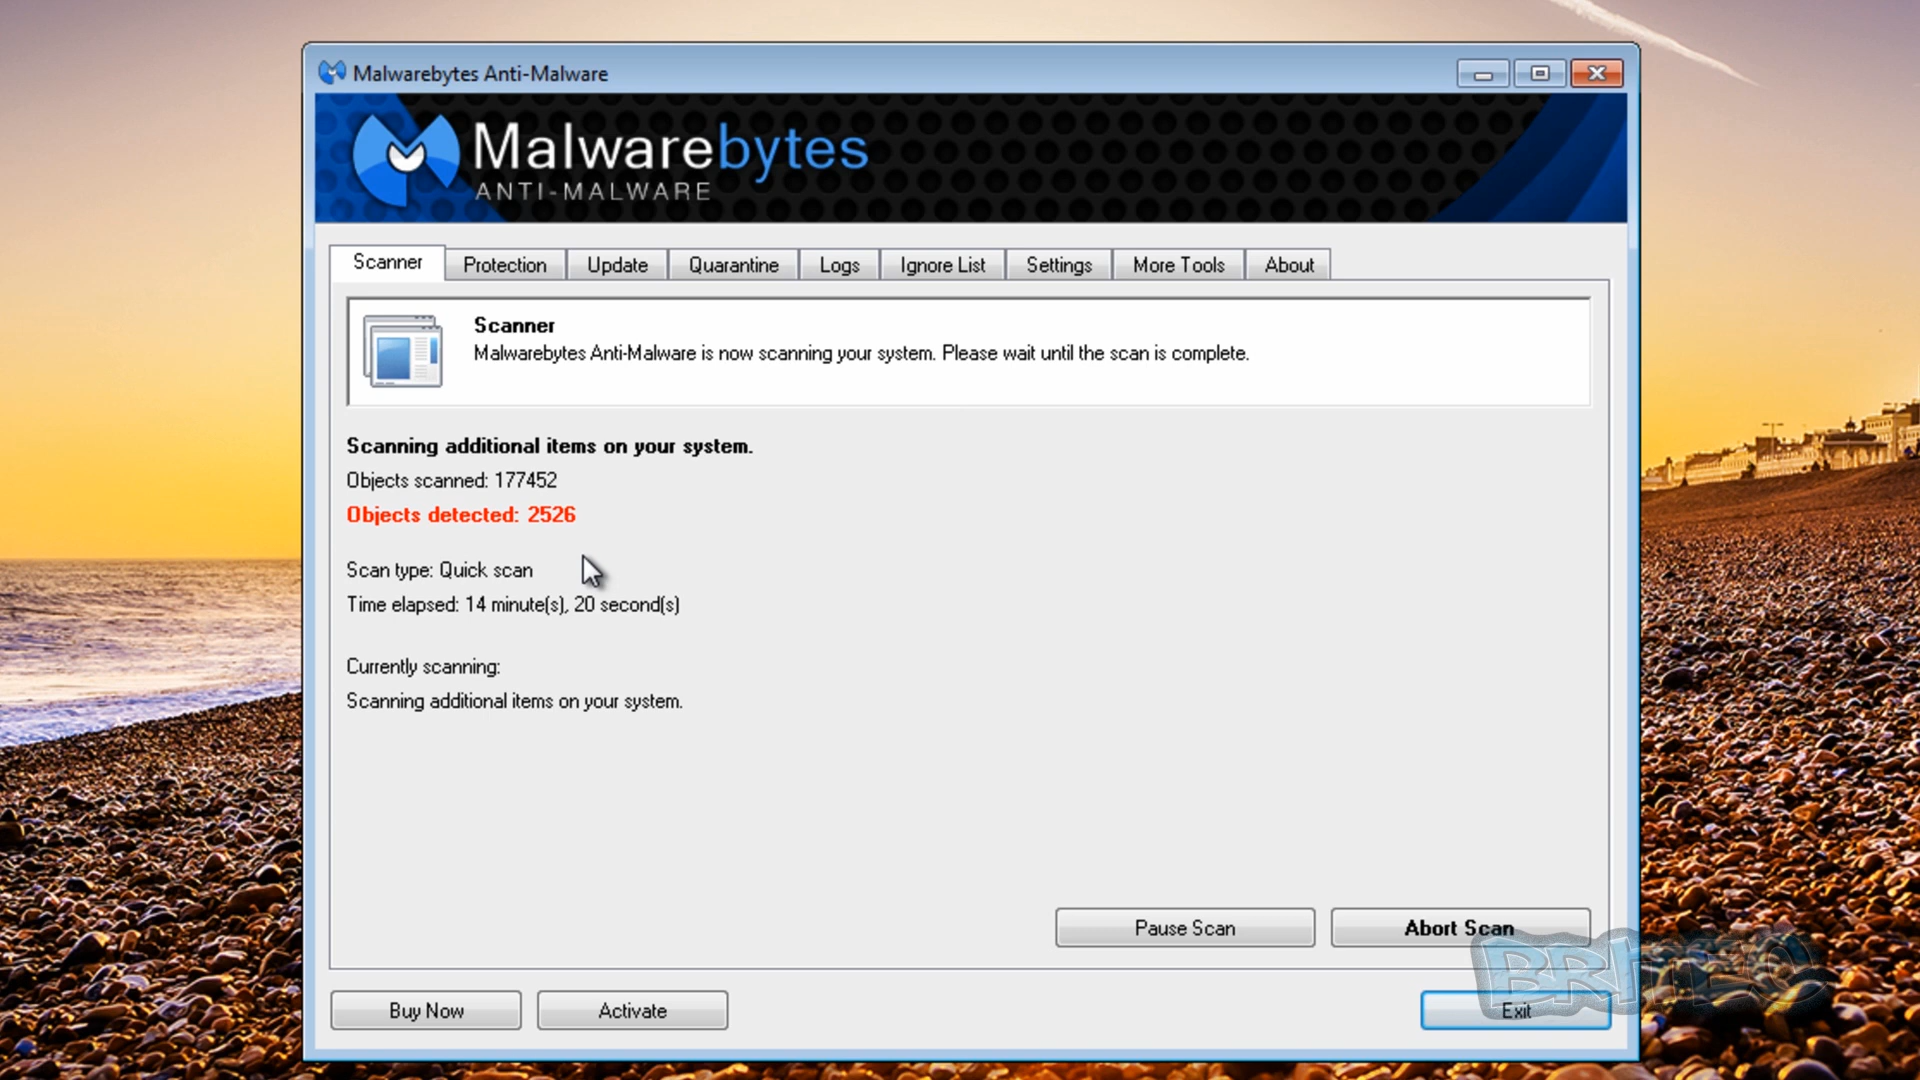 Malwarebytes Anti-Malware
Malwarebytes
ANTI-MALWARE
Scanner
Protection
Update
Quarantine
Logs
Ignore List
Settings
More Tools
About
Scanner
Malwarebytes Anti-Malware is now scanning your system. Please wait until the scan is complete.
Scanning additional items on your system.
Objects scanned: 177452
Objects detected: 2526
Scan type: Quick scan
Time elapsed: 14 minute(s), 20 second(s)
Currently scanning:
Scanning additional items on your system.
Pause Scan
Abort Scan
BRITEC
Buy Now
Activate
Exit